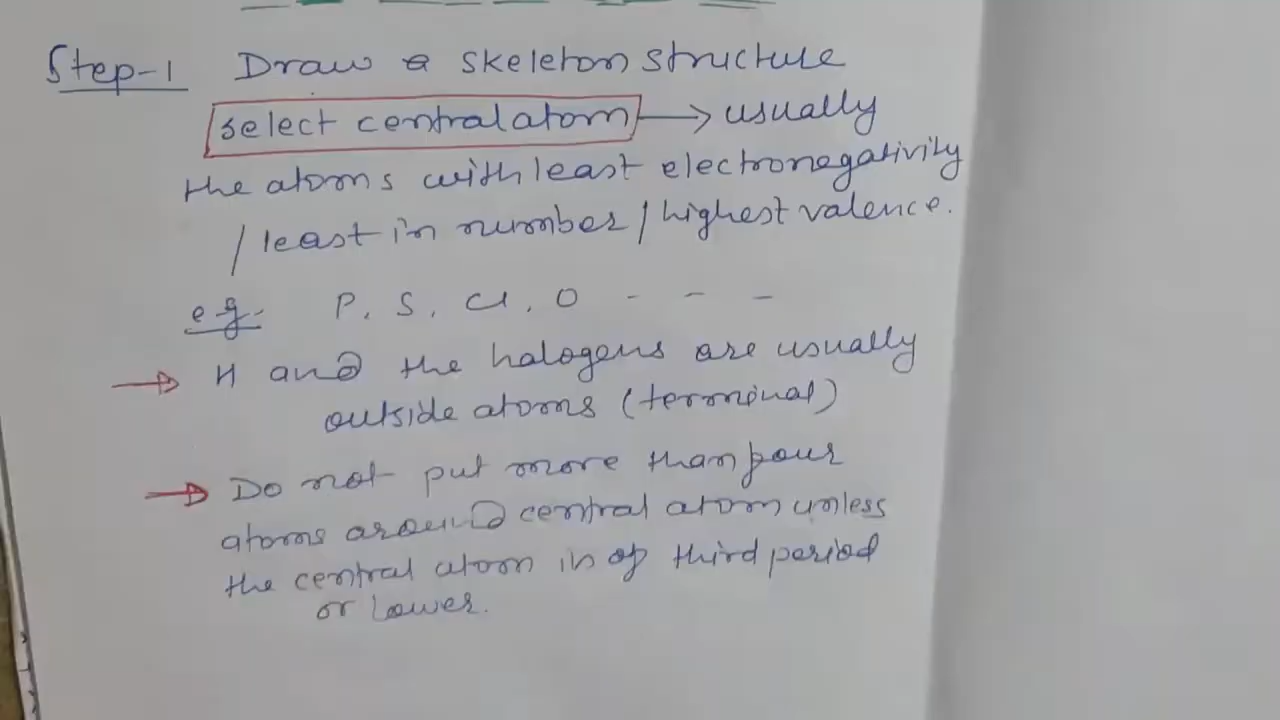 Step-1 Draw a skeleton structure
select central atom → usually
the atoms with least electronegativity
/ least in number / highest valence.
e.g. P, S, Cl, O - - -
→ H and the halogens are usually
outside atoms (terminal)
→ Do not put more than four
atoms around central atom unless
the central atom in of third period
or lower.